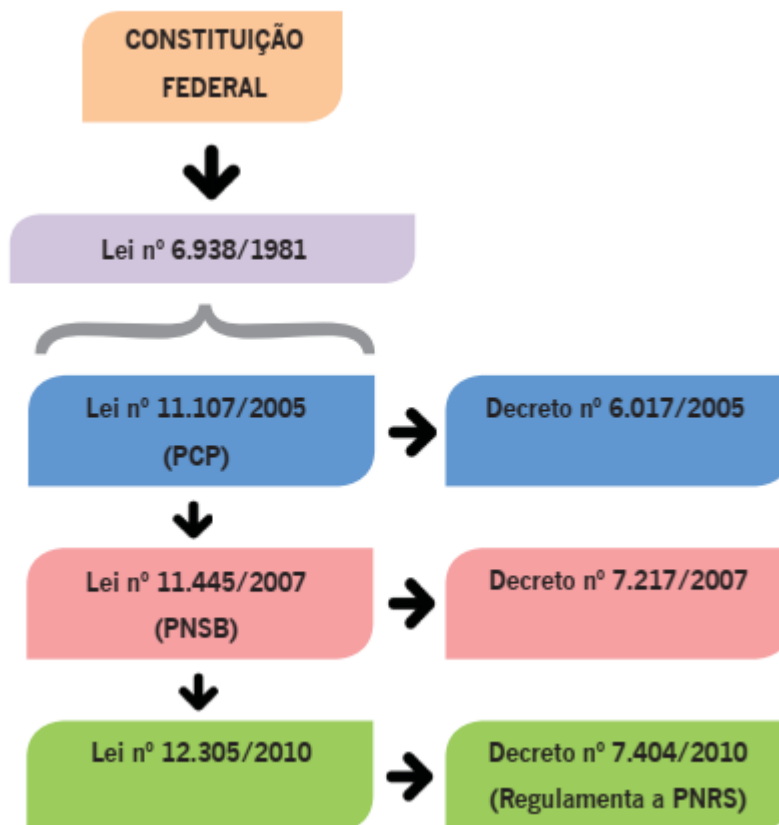 CONSTITUIÇÃO
FEDERAL
Lei nº 6.938/1981
Lei nº 11.107/2005
(PCP)
Decreto nº 6.017/2005
Lei nº 11.445/2007
(PNSB)
Decreto nº 7.217/2007
Lei nº 12.305/2010
Decreto nº 7.404/2010
(Regulamenta a PNRS)